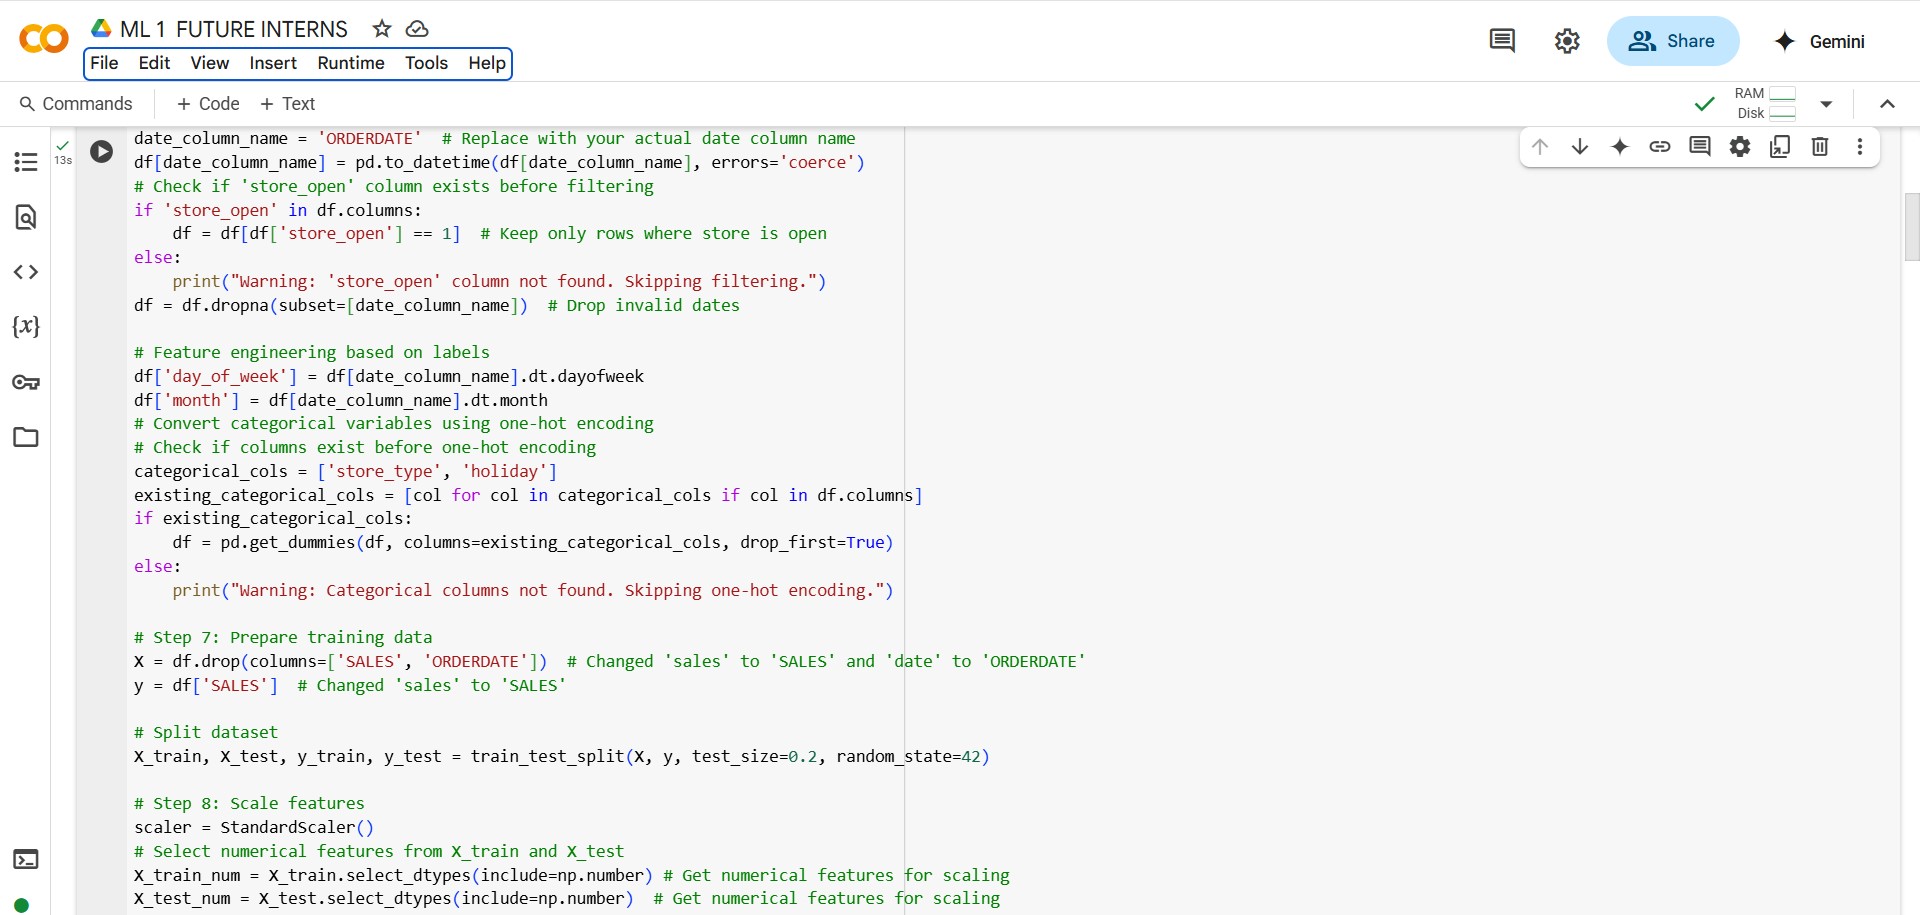 ML 1 FUTURE INTERNS
File Edit View Insert Runtime Tools Help
Share
Gemini
Commands + Code + Text
RAM
Disk
13s
date_column_name = 'ORDERDATE'  # Replace with your actual date column name
df[date_column_name] = pd.to_datetime(df[date_column_name], errors='coerce')
# Check if 'store_open' column exists before filtering
if 'store_open' in df.columns:
    df = df[df['store_open'] == 1]  # Keep only rows where store is open
else:
    print("Warning: 'store_open' column not found. Skipping filtering.")
df = df.dropna(subset=[date_column_name])  # Drop invalid dates
# Feature engineering based on labels
df['day_of_week'] = df[date_column_name].dt.dayofweek
df['month'] = df[date_column_name].dt.month
# Convert categorical variables using one-hot encoding
# Check if columns exist before one-hot encoding
categorical_cols = ['store_type', 'holiday']
existing_categorical_cols = [col for col in categorical_cols if col in df.columns]
if existing_categorical_cols:
    df = pd.get_dummies(df, columns=existing_categorical_cols, drop_first=True)
else:
    print("Warning: Categorical columns not found. Skipping one-hot encoding.")
# Step 7: Prepare training data
X = df.drop(columns=['SALES', 'ORDERDATE'])  # Changed 'sales' to 'SALES' and 'date' to 'ORDERDATE'
y = df['SALES']  # Changed 'sales' to 'SALES'
# Split dataset
X_train, X_test, y_train, y_test = train_test_split(X, y, test_size=0.2, random_state=42)
# Step 8: Scale features
scaler = StandardScaler()
# Select numerical features from X_train and X_test
X_train_num = X_train.select_dtypes(include=np.number) # Get numerical features for scaling
X_test_num = X_test.select_dtypes(include=np.number)  # Get numerical features for scaling